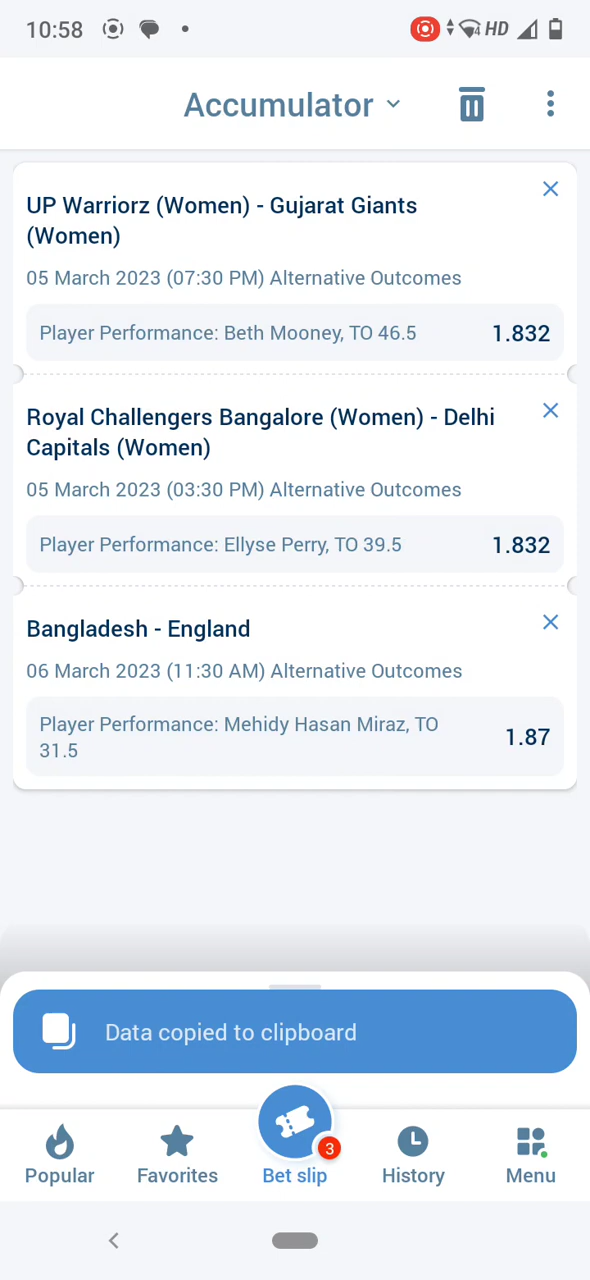 10:58
HD
Accumulator
UP Warriorz (Women) - Gujarat Giants
(Women)
05 March 2023 (07:30 PM) Alternative Outcomes
Player Performance: Beth Mooney, TO 46.5
1.832
Royal Challengers Bangalore (Women) - Delhi
Capitals (Women)
05 March 2023 (03:30 PM) Alternative Outcomes
Player Performance: Ellyse Perry, TO 39.5
1.832
Bangladesh - England
06 March 2023 (11:30 AM) Alternative Outcomes
Player Performance: Mehidy Hasan Miraz, TO
31.5
1.87
Data copied to clipboard
3
Popular
Favorites
Bet slip
History
Menu